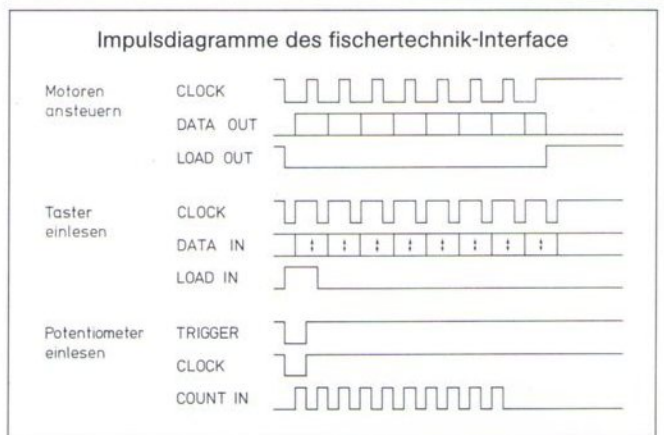 Impulsdiagramme des fischertechnik-Interface
Motoren
ansteuern
CLOCK
DATA OUT
LOAD OUT
Taster
einlesen
CLOCK
DATA IN
LOAD IN
Potentiometer
einlesen
TRIGGER
CLOCK
COUNT IN